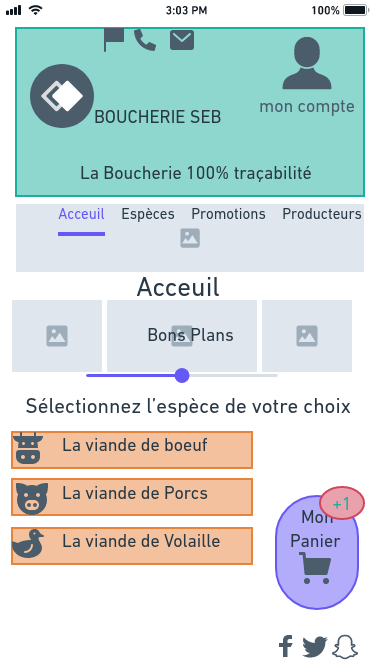 3:03 PM
100%
BOUCHERIE SEB
mon compte
La Boucherie 100% traçabilité
Acceuil Espèces Promotions Producteurs
Acceuil
Bons Plans
Sélectionnez l'espèce de votre choix
La viande de boeuf
La viande de Porcs
La viande de Volaille
+1
Mon
Panier